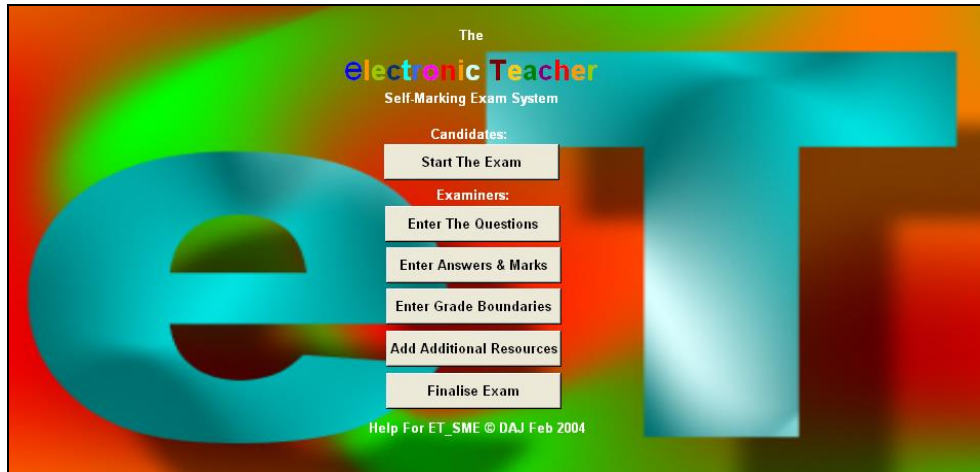 The
electronic Teacher
Self-Marking Exam System
Candidates:
Start The Exam
Examiners:
Enter The Questions
Enter Answers & Marks
Enter Grade Boundaries
Add Additional Resources
Finalise Exam
Help For ET_SME © DAJ Feb 2004
eT